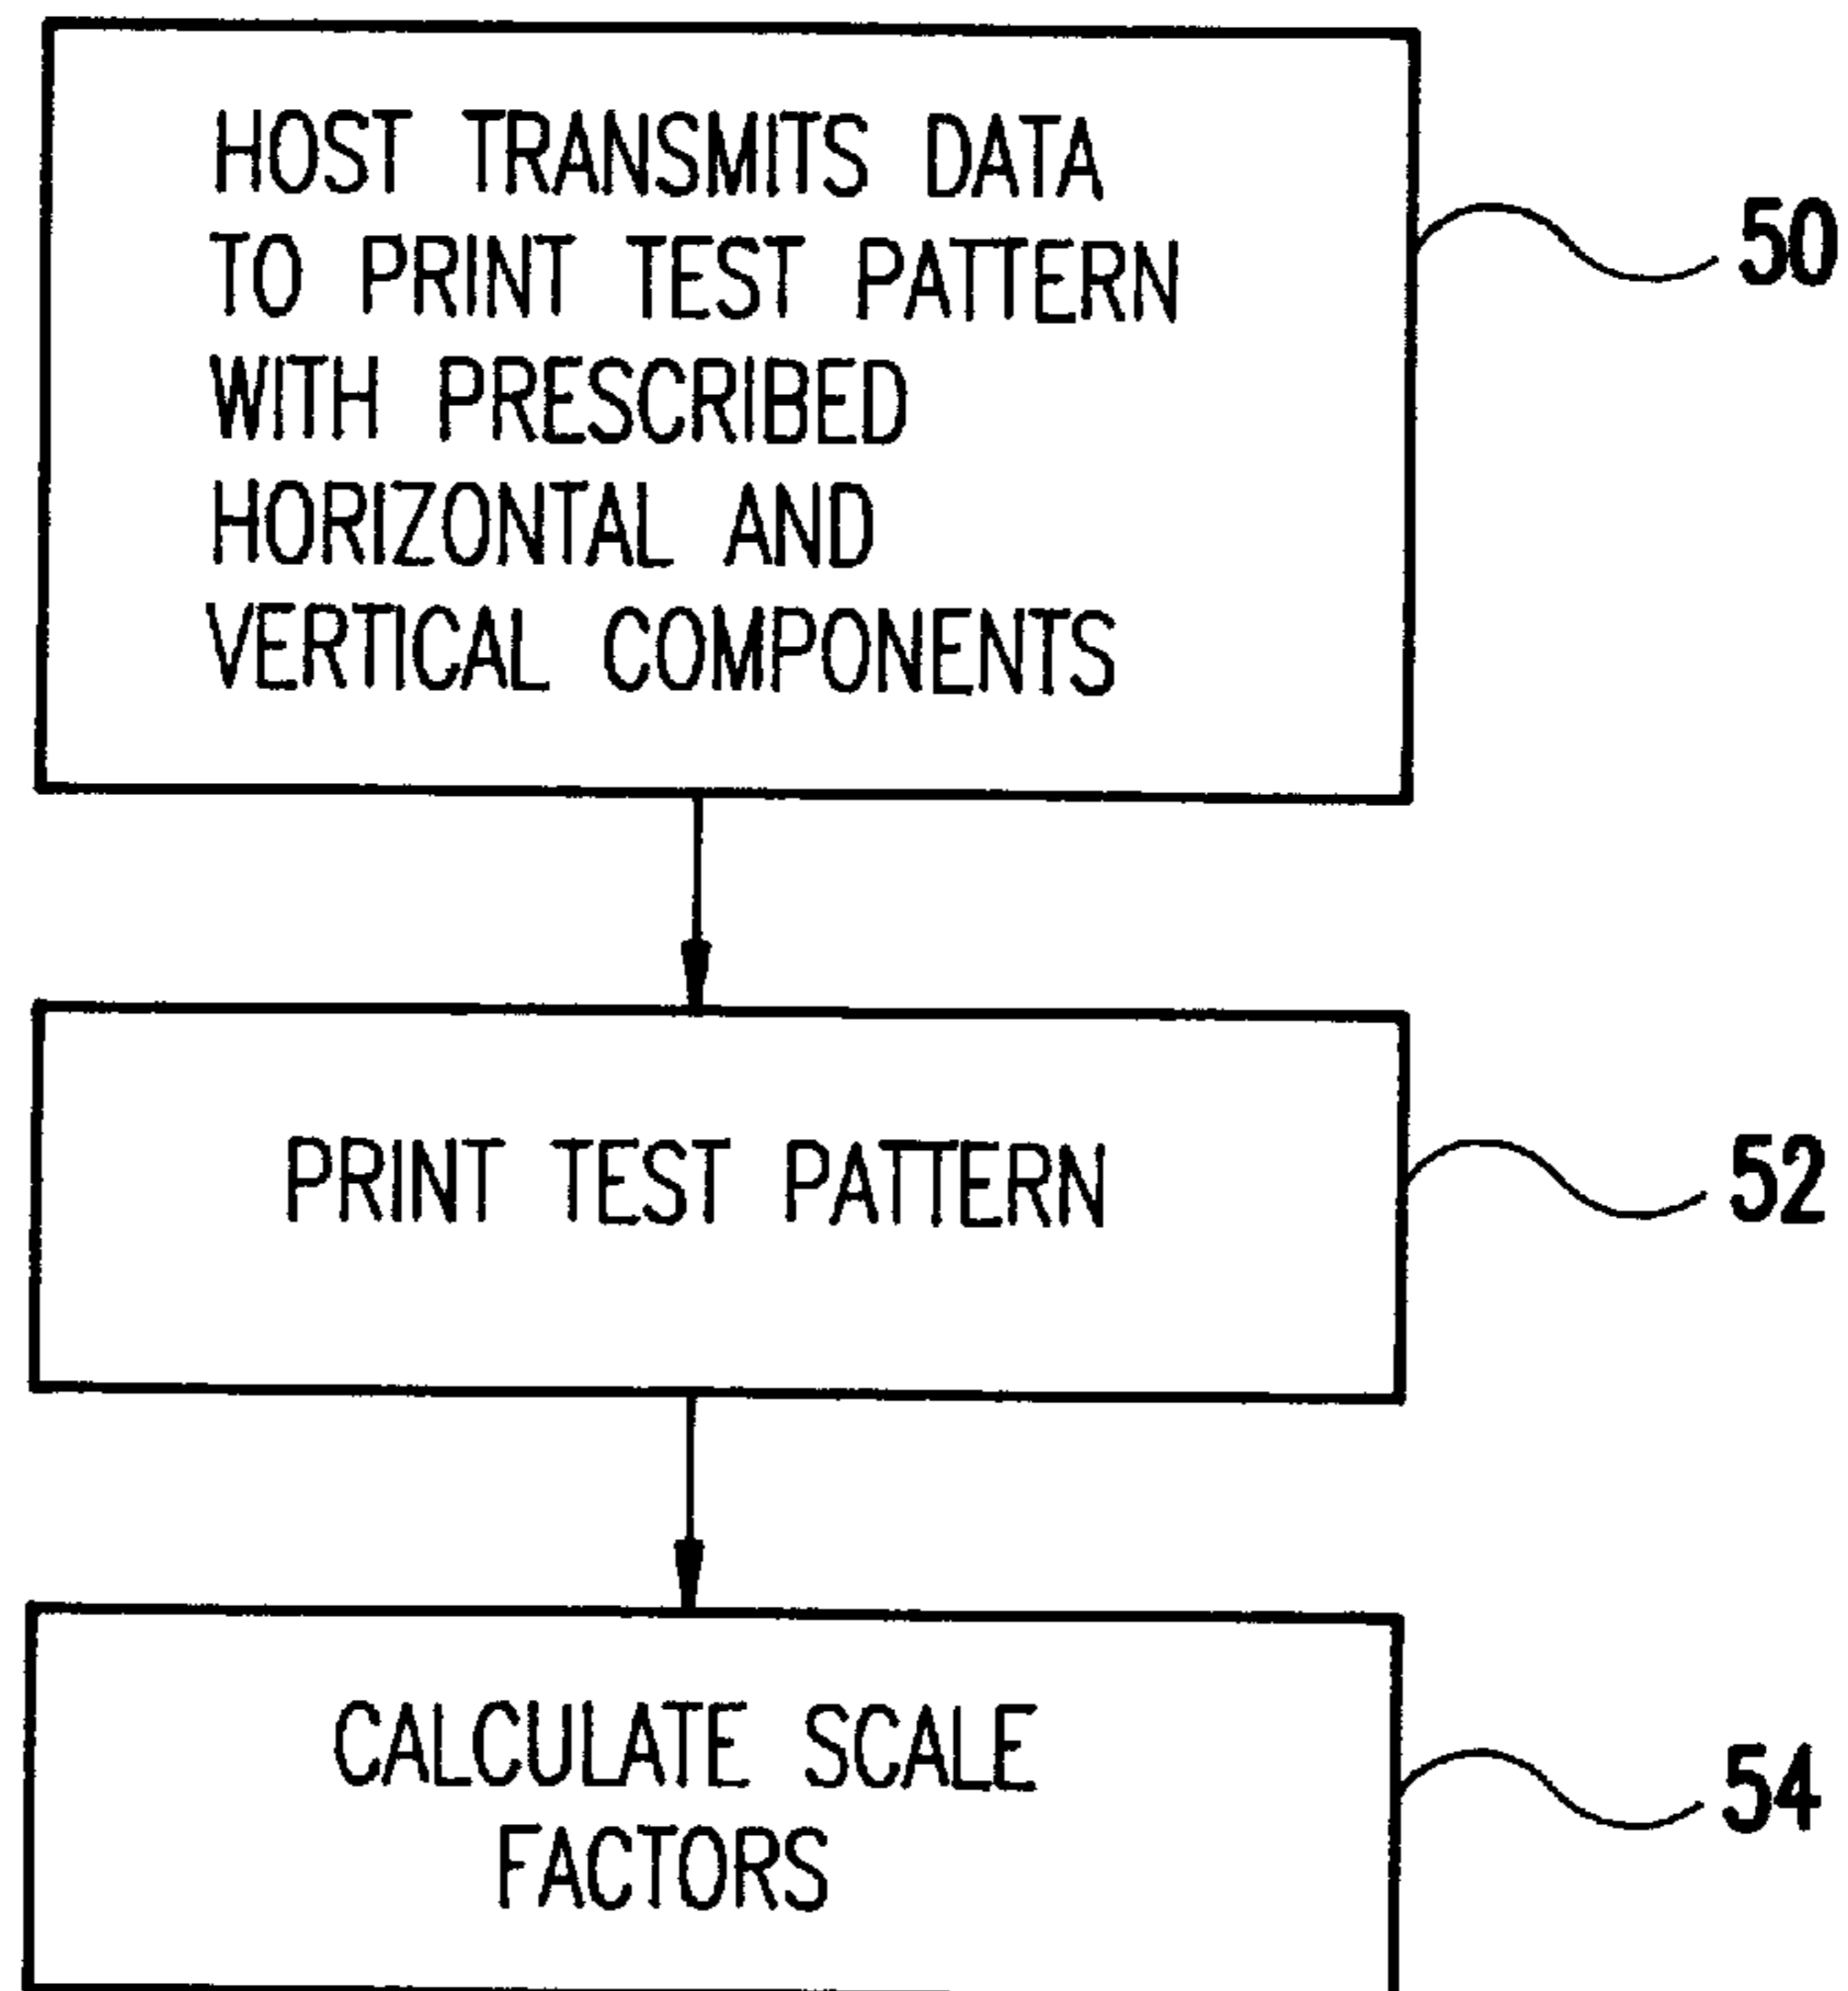 HOST TRANSMITS DATA
TO PRINT TEST PATTERN
WITH PRESCRIBED
HORIZONTAL AND
VERTICAL COMPONENTS
50
PRINT TEST PATTERN
52
CALCULATE SCALE
FACTORS
54